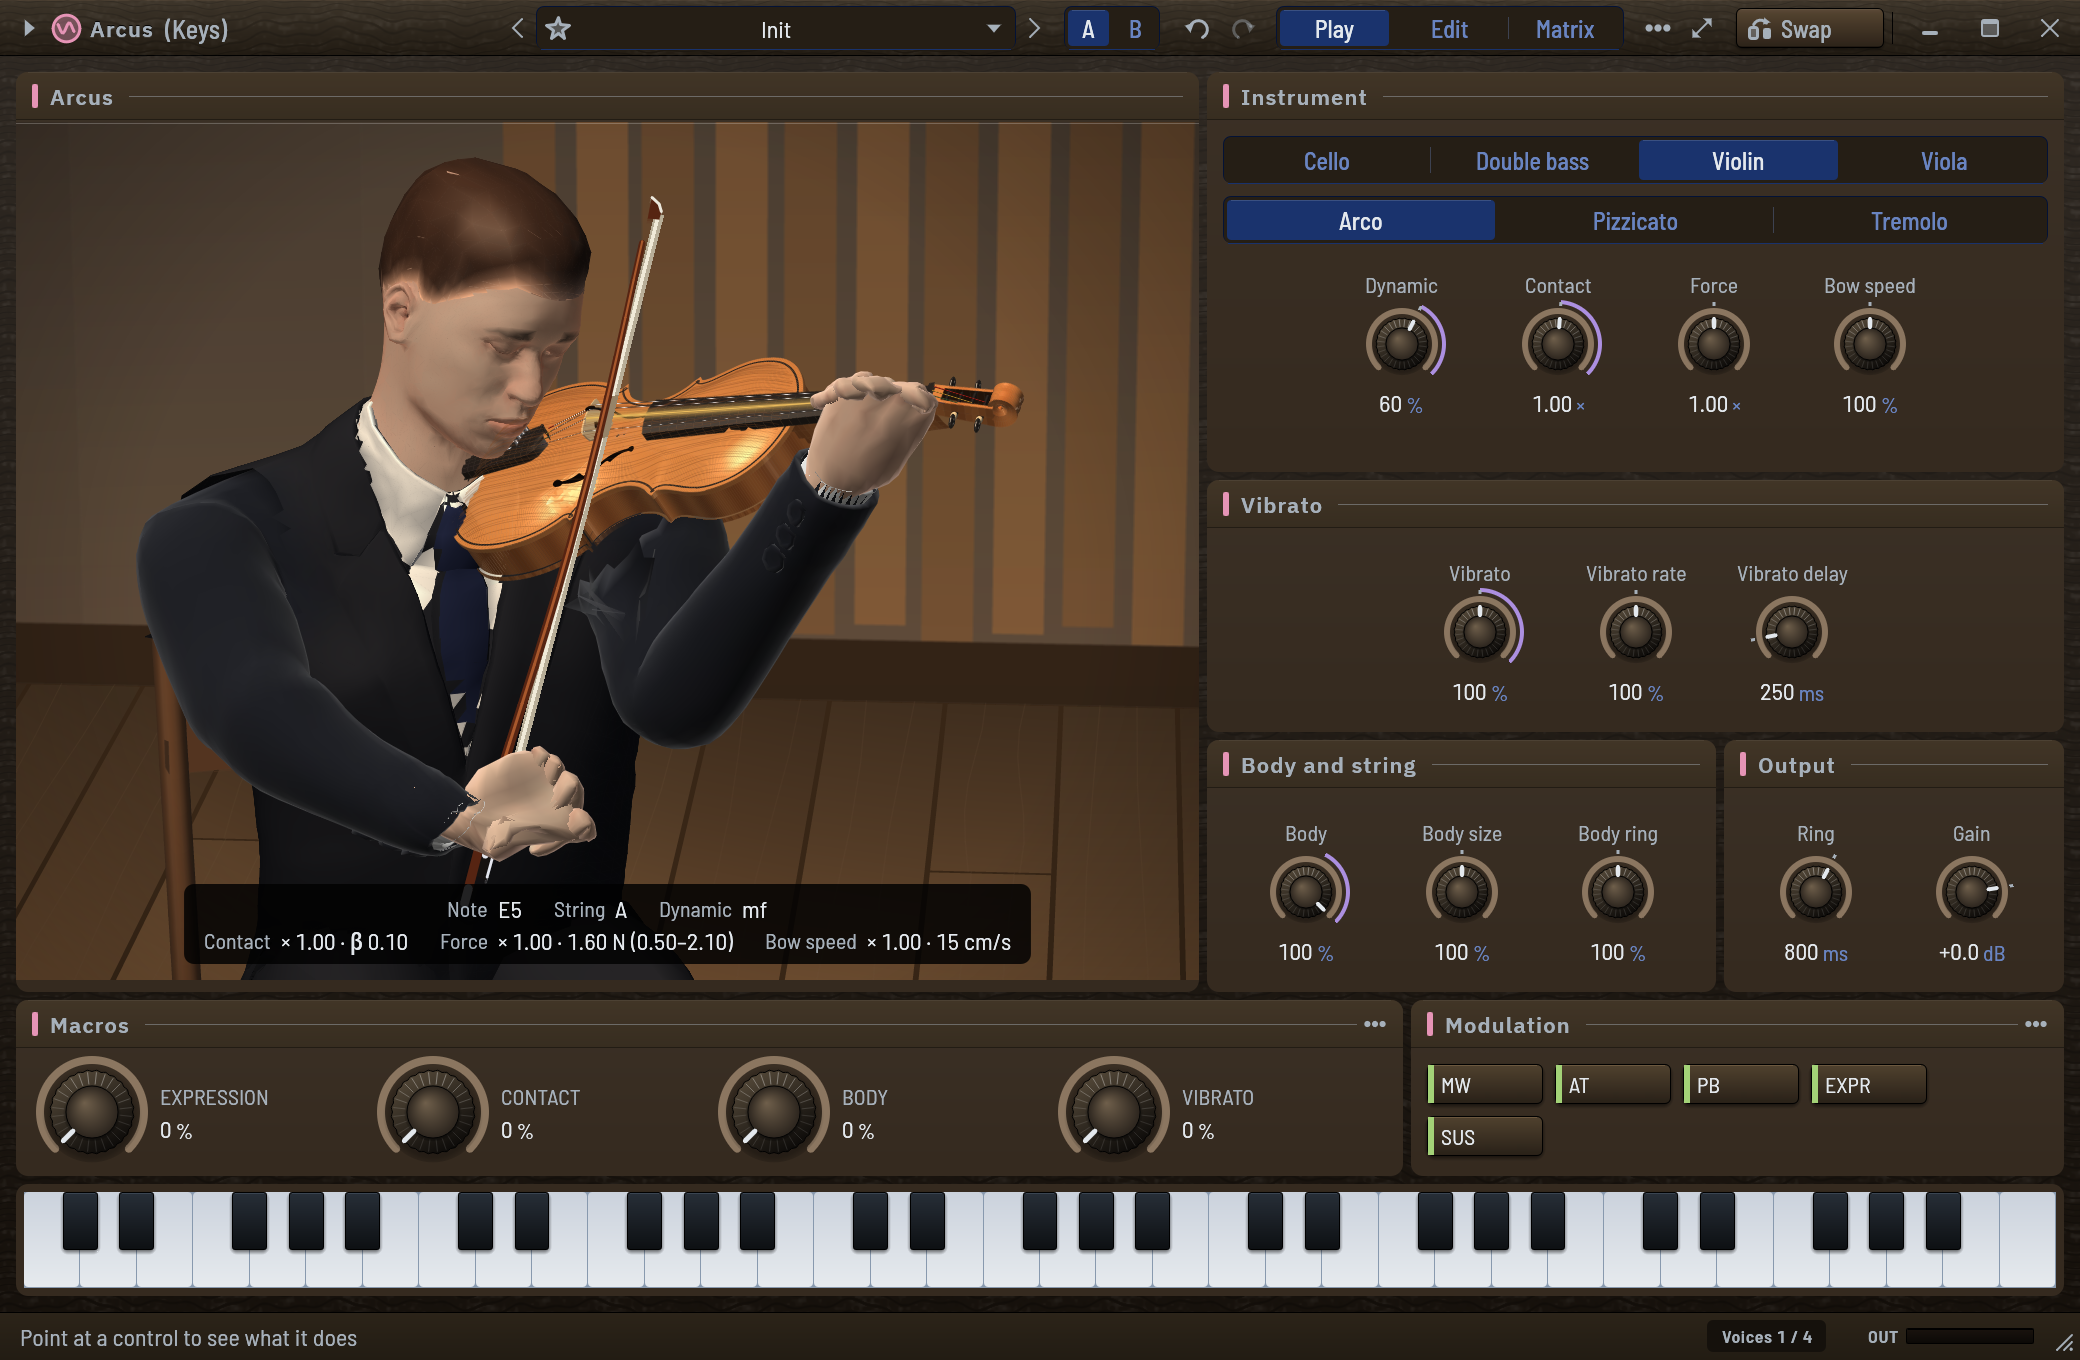 Arcus (Keys)
Init
A B
Play Edit Matrix
Swap
Arcus
Note E5 String A Dynamic mf
Contact × 1.00 · β 0.10 Force × 1.00 · 1.60 N (0.50–2.10) Bow speed × 1.00 · 15 cm/s
Instrument
Cello Double bass Violin Viola
Arco Pizzicato Tremolo
Dynamic Contact Force Bow speed
60 % 1.00 × 1.00 × 100 %
Vibrato
Vibrato Vibrato rate Vibrato delay
100 % 100 % 250 ms
Body and string
Body Body size Body ring
100 % 100 % 100 %
Output
Ring Gain
800 ms +0.0 dB
Macros
EXPRESSION
0 %
CONTACT
0 %
BODY
0 %
VIBRATO
0 %
Modulation
MW AT PB EXPR
SUS
Point at a control to see what it does
Voices 1 / 4
OUT